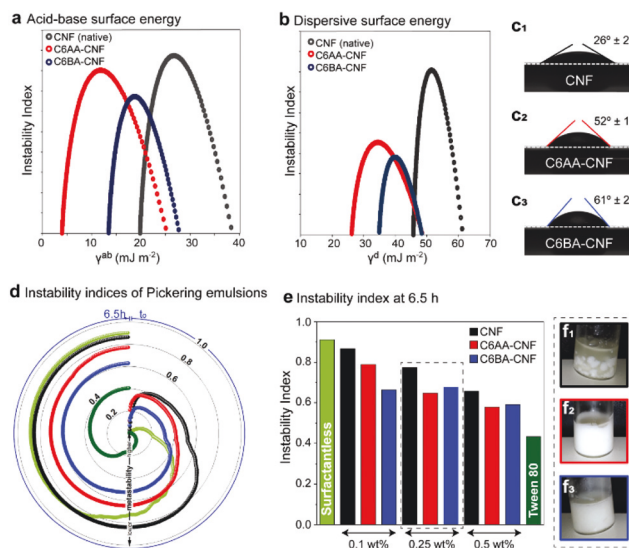 a Acid-base surface energy
CNF (native)
C6AA-CNF
C6BA-CNF
Instability Index
0 10 20 30 40
γab (mJ m-2)
b Dispersive surface energy
CNF (native)
C6AA-CNF
C6BA-CNF
Instability Index
10 20 30 40 50 60 70
γd (mJ m-2)
c1
26° ± 2
CNF
c2
52° ± 1
C6AA-CNF
c3
61° ± 2
C6BA-CNF
d Instability indices of Pickering emulsions
6.5h t0
1.0
0.8
0.6
0.4
0.2
metastability
e Instability index at 6.5 h
CNF
C6AA-CNF
C6BA-CNF
Instability Index
1.0
0.8
0.6
0.4
0.2
0.0
Surfactantless
Tween 80
0.1 wt% 0.25 wt% 0.5 wt%
f1
f2
f3